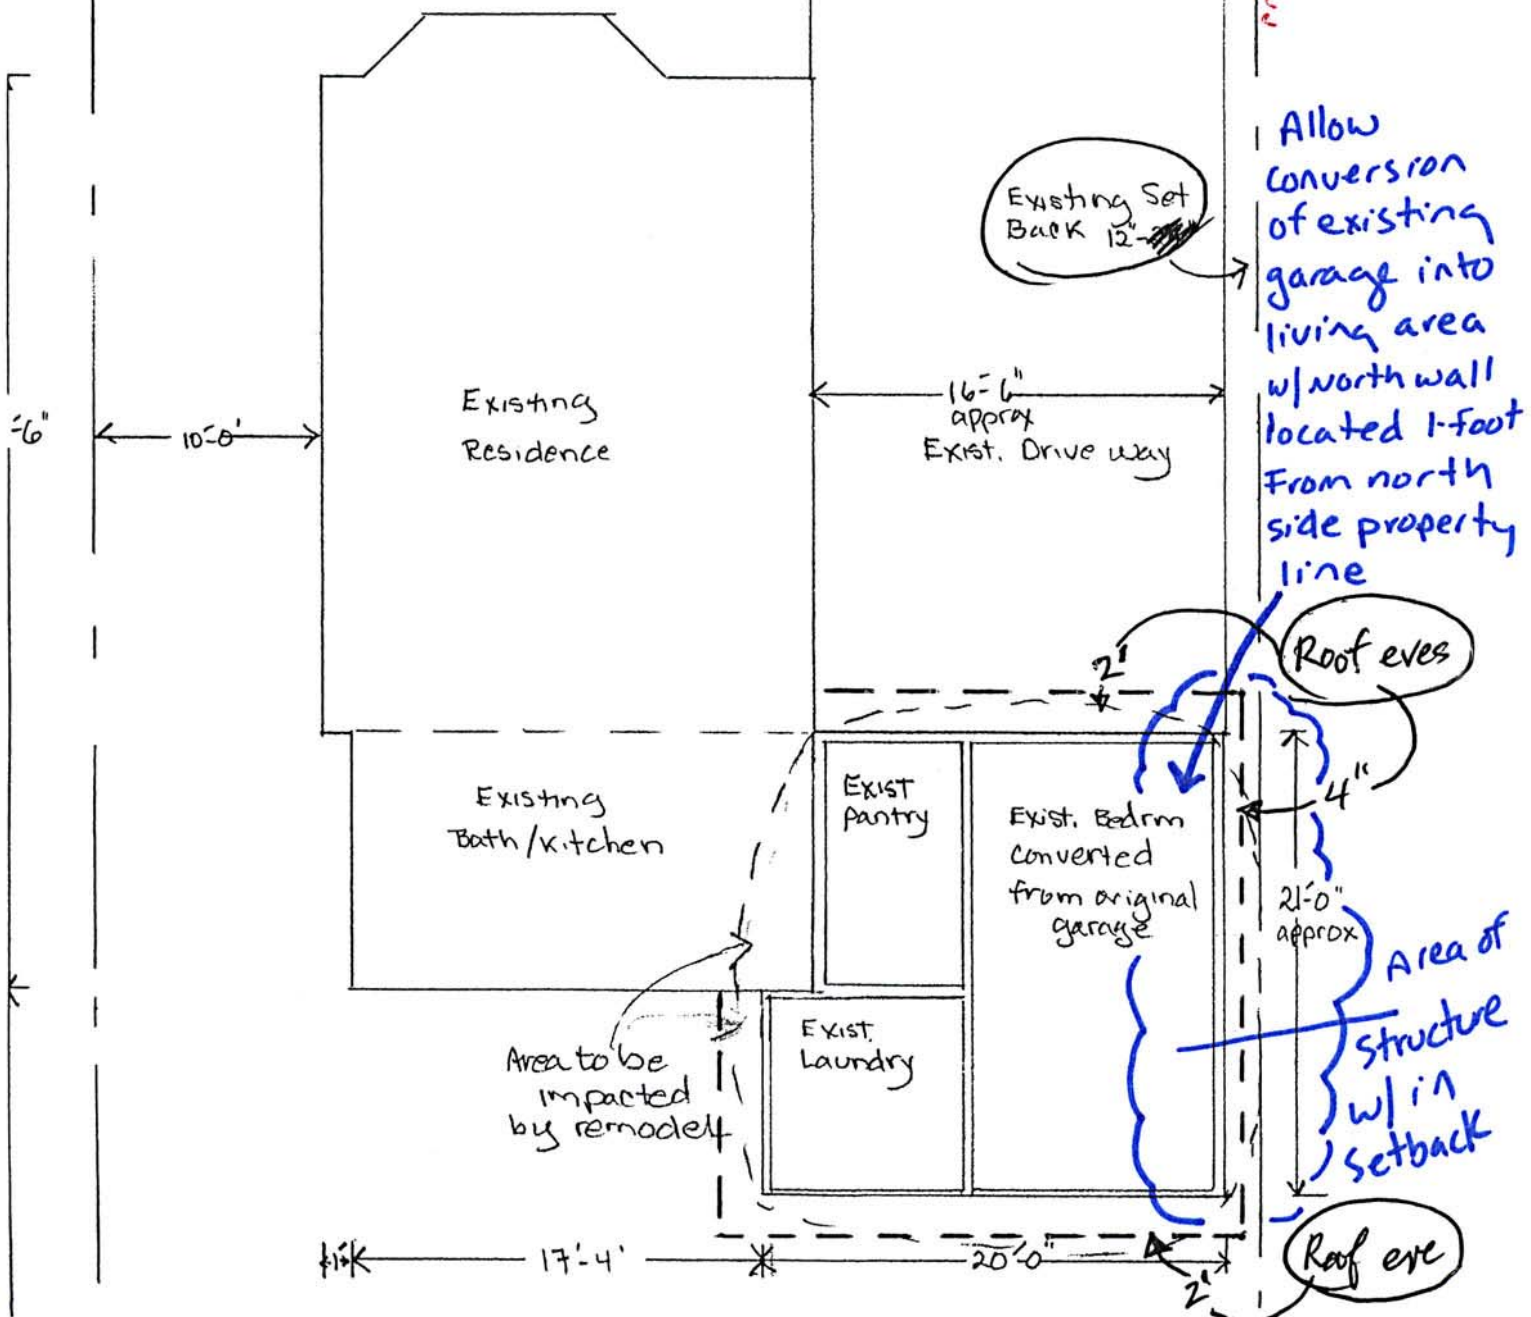 Allow
conversion
of existing
garage into
living area
w/ North wall
located 1-foot
From north
side property
line
Existing Set
Back 12"
-6"
10'-0"
Existing
Residence
16'-6"
approx
Exist. Drive way
Roof eves
2'
4"
Existing
Bath/Kitchen
Exist
Pantry
Exist. Bedrm
converted
from original
garage
21'-0"
approx
Area of
structure
w/ in
setback
Exist.
Laundry
Area to be
impacted
by remodel
1'
17'-4'
20'-0"
2'
Roof eve